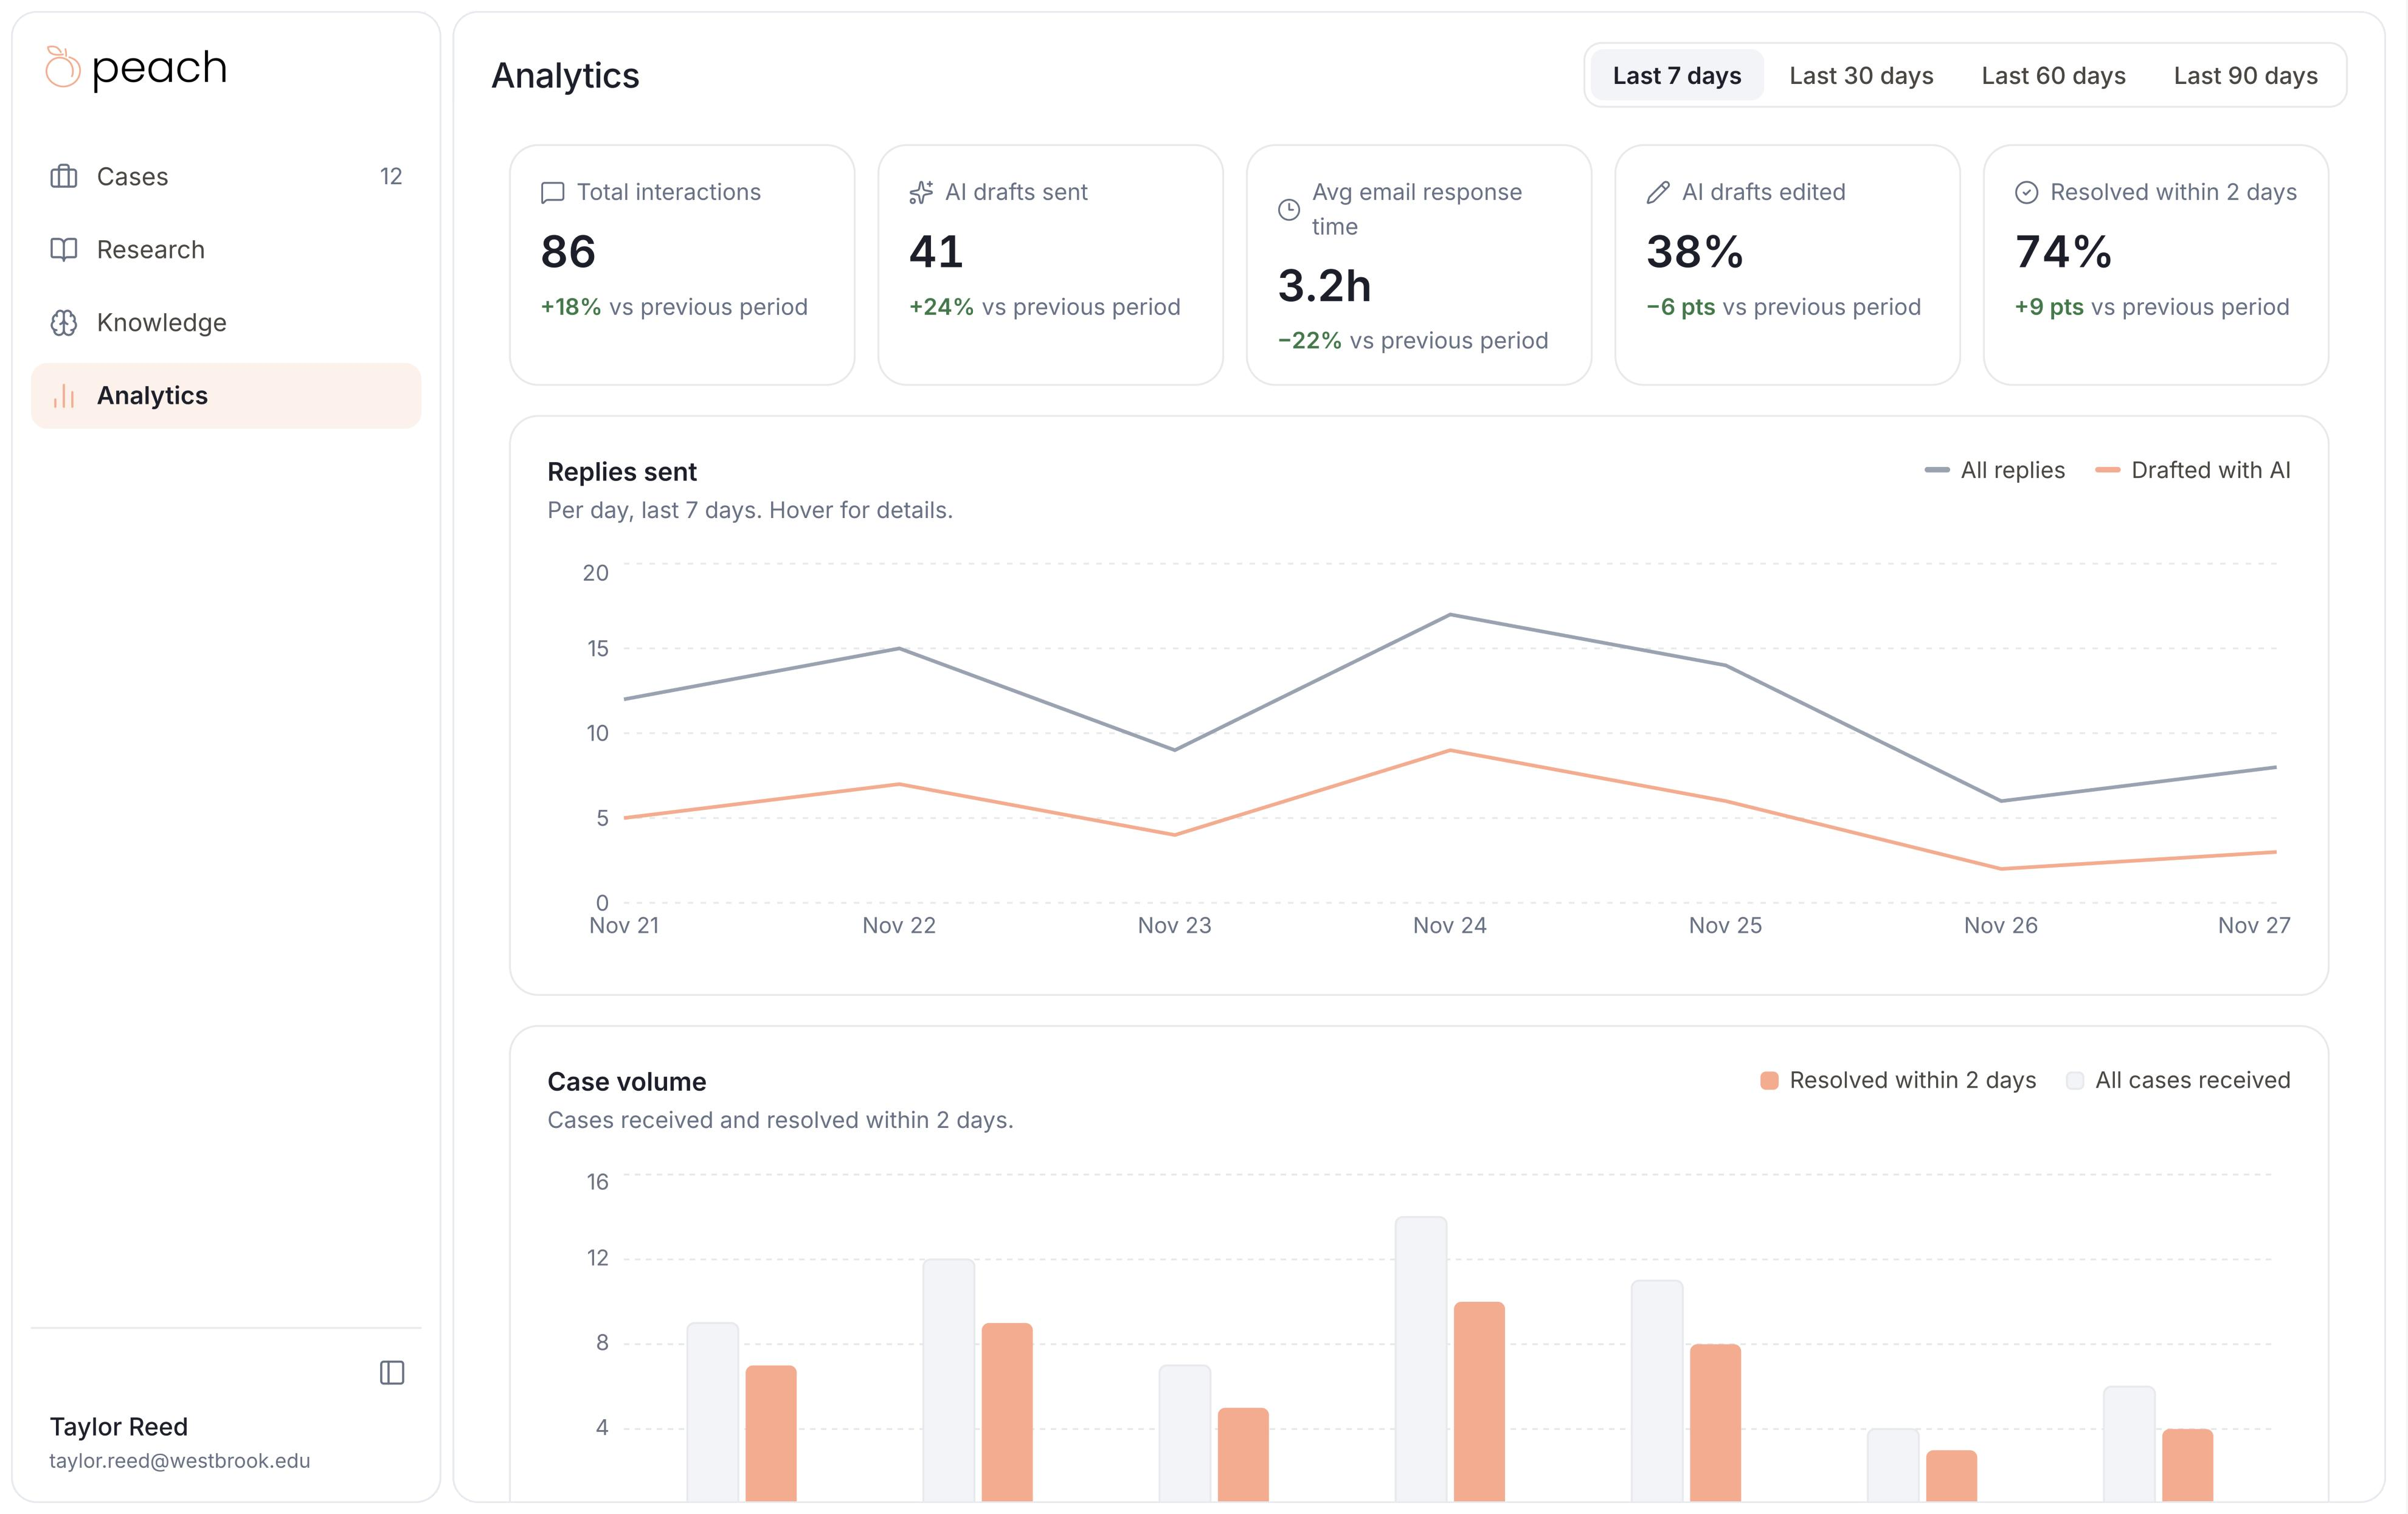 peach
Cases 12
Research
Knowledge
Analytics
Taylor Reed
taylor.reed@westbrook.edu
Analytics
Last 7 days Last 30 days Last 60 days Last 90 days
Total interactions
86
+18% vs previous period
AI drafts sent
41
+24% vs previous period
Avg email response
time
3.2h
−22% vs previous period
AI drafts edited
38%
−6 pts vs previous period
Resolved within 2 days
74%
+9 pts vs previous period
Replies sent
All replies Drafted with AI
Per day, last 7 days. Hover for details.
20
15
10
5
0
Nov 21 Nov 22 Nov 23 Nov 24 Nov 25 Nov 26 Nov 27
Case volume
Resolved within 2 days All cases received
Cases received and resolved within 2 days.
16
12
8
4